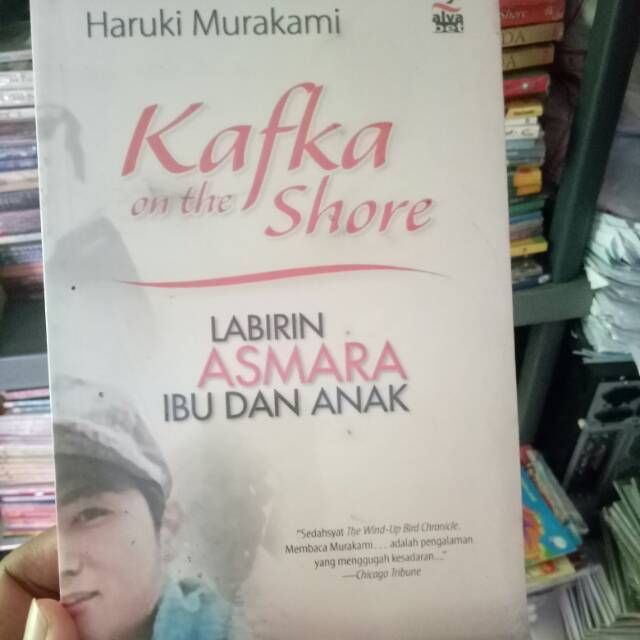 Haruki Murakami
alvabet
Kafka
on the Shore
LABIRIN
ASMARA
IBU DAN ANAK
"Sedahsyat The Wind-Up Bird Chronicle.
Membaca Murakami . . . adalah pengalaman
yang menggugah kesadaran..."
—Chicago Tribune